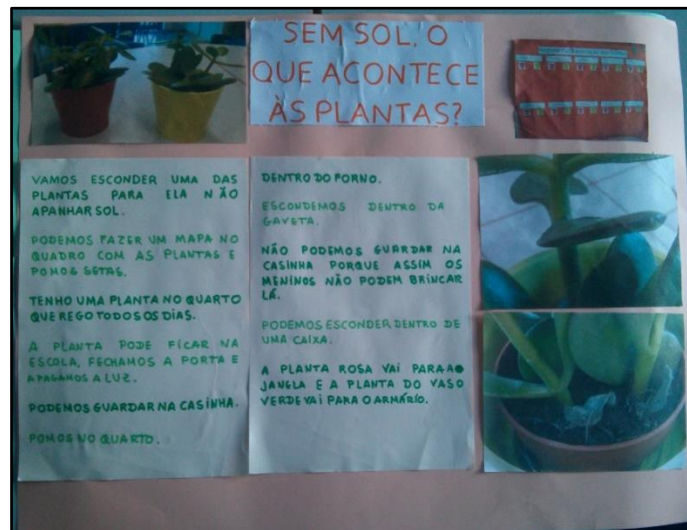 SEM SOL, O
QUE ACONTECE
ÀS PLANTAS?
VAMOS ESCONDER UMA DAS
PLANTAS PARA ELA NÃO
APANHAR SOL.
PODEMOS FAZER UM MAPA NO
QUADRO COM AS PLANTAS E
POMOS SETAS.
TENHO UMA PLANTA NO QUARTO
QUE REGO TODOS OS DIAS.
A PLANTA PODE FICAR NA
ESCOLA, FECHAMOS A PORTA E
APAGAMOS A LUZ.
PODEMOS GUARDAR NA CASINHA.
POMOS NO QUARTO.
DENTRO DO FORNO.
ESCONDEMOS DENTRO DA
GAVETA.
NÃO PODEMOS GUARDAR NA
CASINHA PORQUE ASSIM OS
MENINOS NÃO PODEM BRINCAR
LÁ.
PODEMOS ESCONDER DENTRO DE
UMA CAIXA.
A PLANTA ROSA VAI PARA A
JANELA E A PLANTA DO VASO
VERDE VAI PARA O ARMÁRIO.